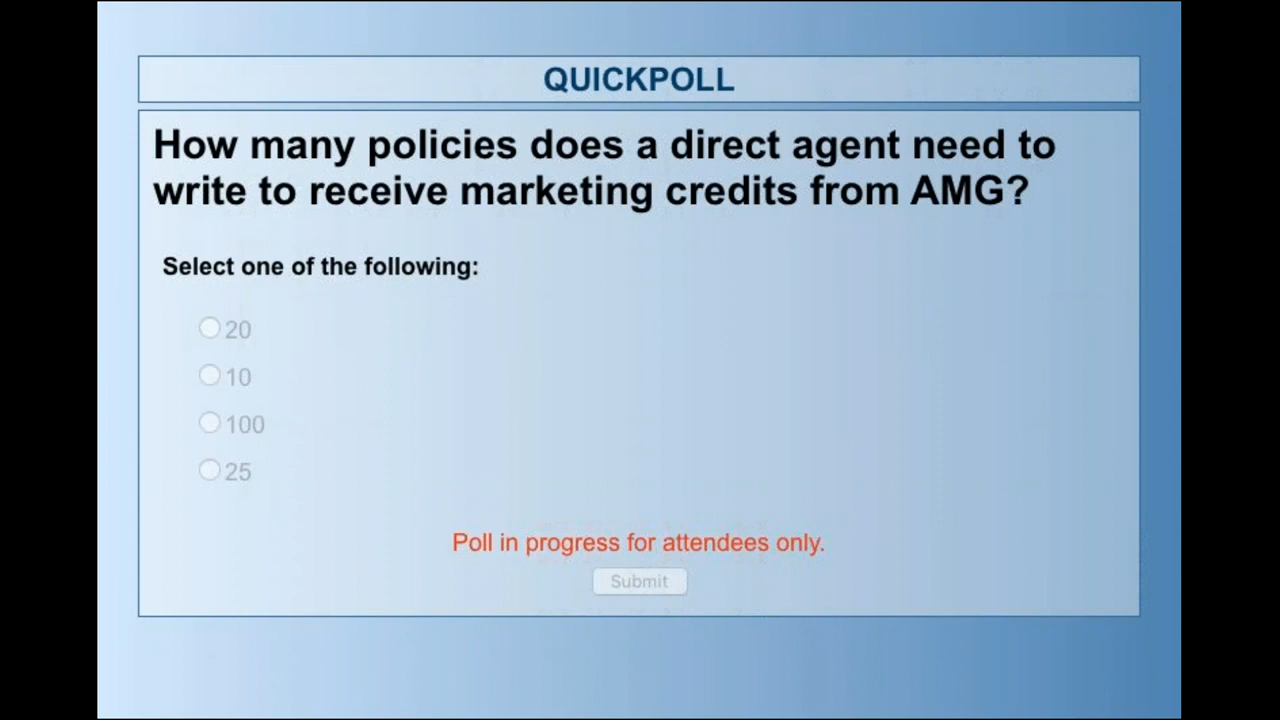 QUICKPOLL
How many policies does a direct agent need to
write to receive marketing credits from AMG?
Select one of the following:
20
10
100
25
Poll in progress for attendees only.
Submit